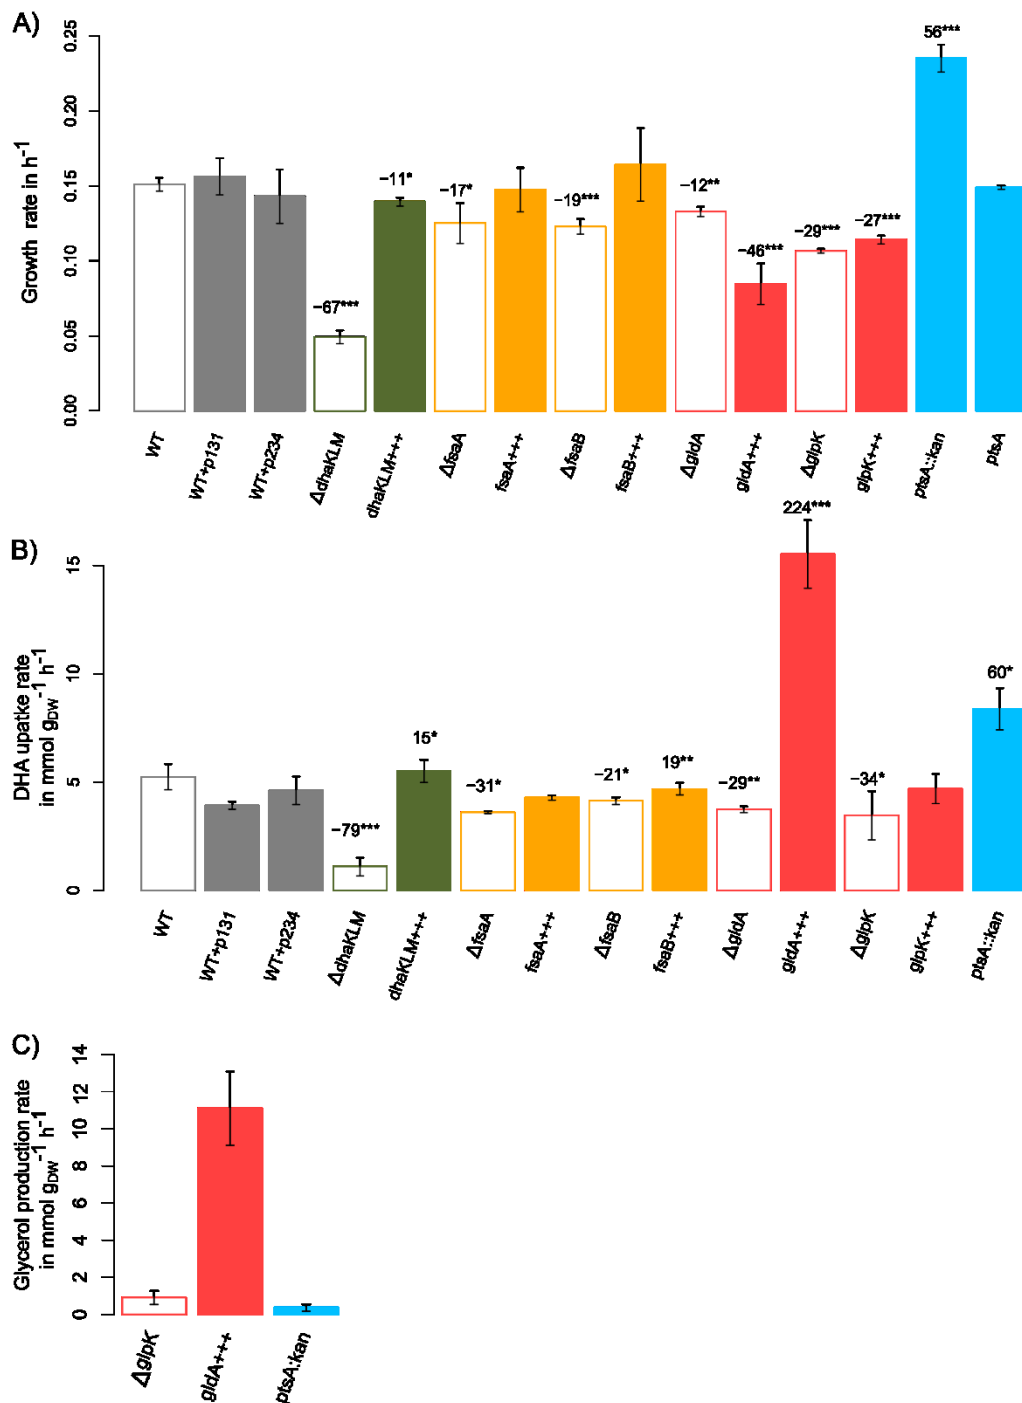 A)
Growth rate in h⁻¹
0.00 0.05 0.10 0.15 0.20 0.25
−67*** −11* −17* −19*** −12** −46*** −29*** −27*** 56***
WT WT+p131 WT+p234 ΔdhaKLM dhaKLM+++ ΔfsaA fsaA+++ ΔfsaB fsaB+++ ΔgldA gldA+++ ΔglpK glpK+++ ptsA::kan ptsA
B)
DHA upatke rate
in mmol gDW⁻¹ h⁻¹
0 5 10 15
−79*** 15* −31* −21* 19** −29** 224*** −34* 60*
WT WT+p131 WT+p234 ΔdhaKLM dhaKLM+++ ΔfsaA fsaA+++ ΔfsaB fsaB+++ ΔgldA gldA+++ ΔglpK glpK+++ ptsA::kan
C)
Glycerol production rate
in mmol gDW⁻¹ h⁻¹
0 2 4 6 8 10 12 14
ΔglpK gldA+++ ptsA:kan